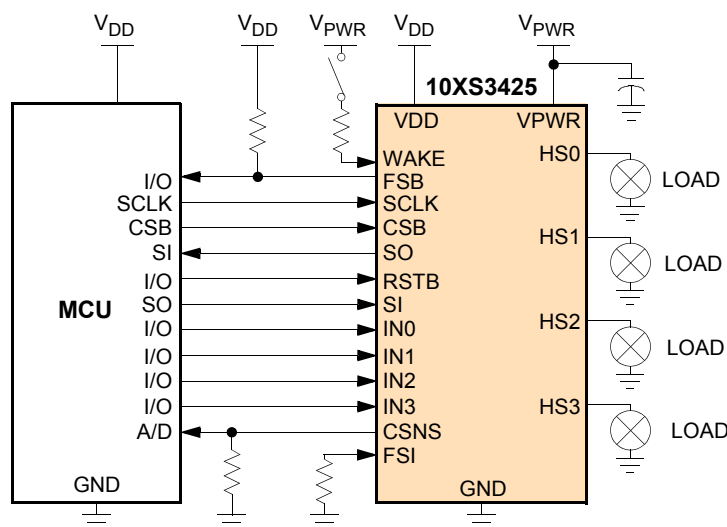 VDD VDD VPWR VDD VPWR
10XS3425
VDD VPWR
WAKE HS0
I/O FSB LOAD
SCLK SCLK
CSB CSB HS1
SI SO LOAD
I/O RSTB
MCU SO SI
I/O IN0 HS2
I/O IN1 LOAD
I/O IN2
I/O IN3 HS3
A/D CSNS LOAD
FSI
GND GND